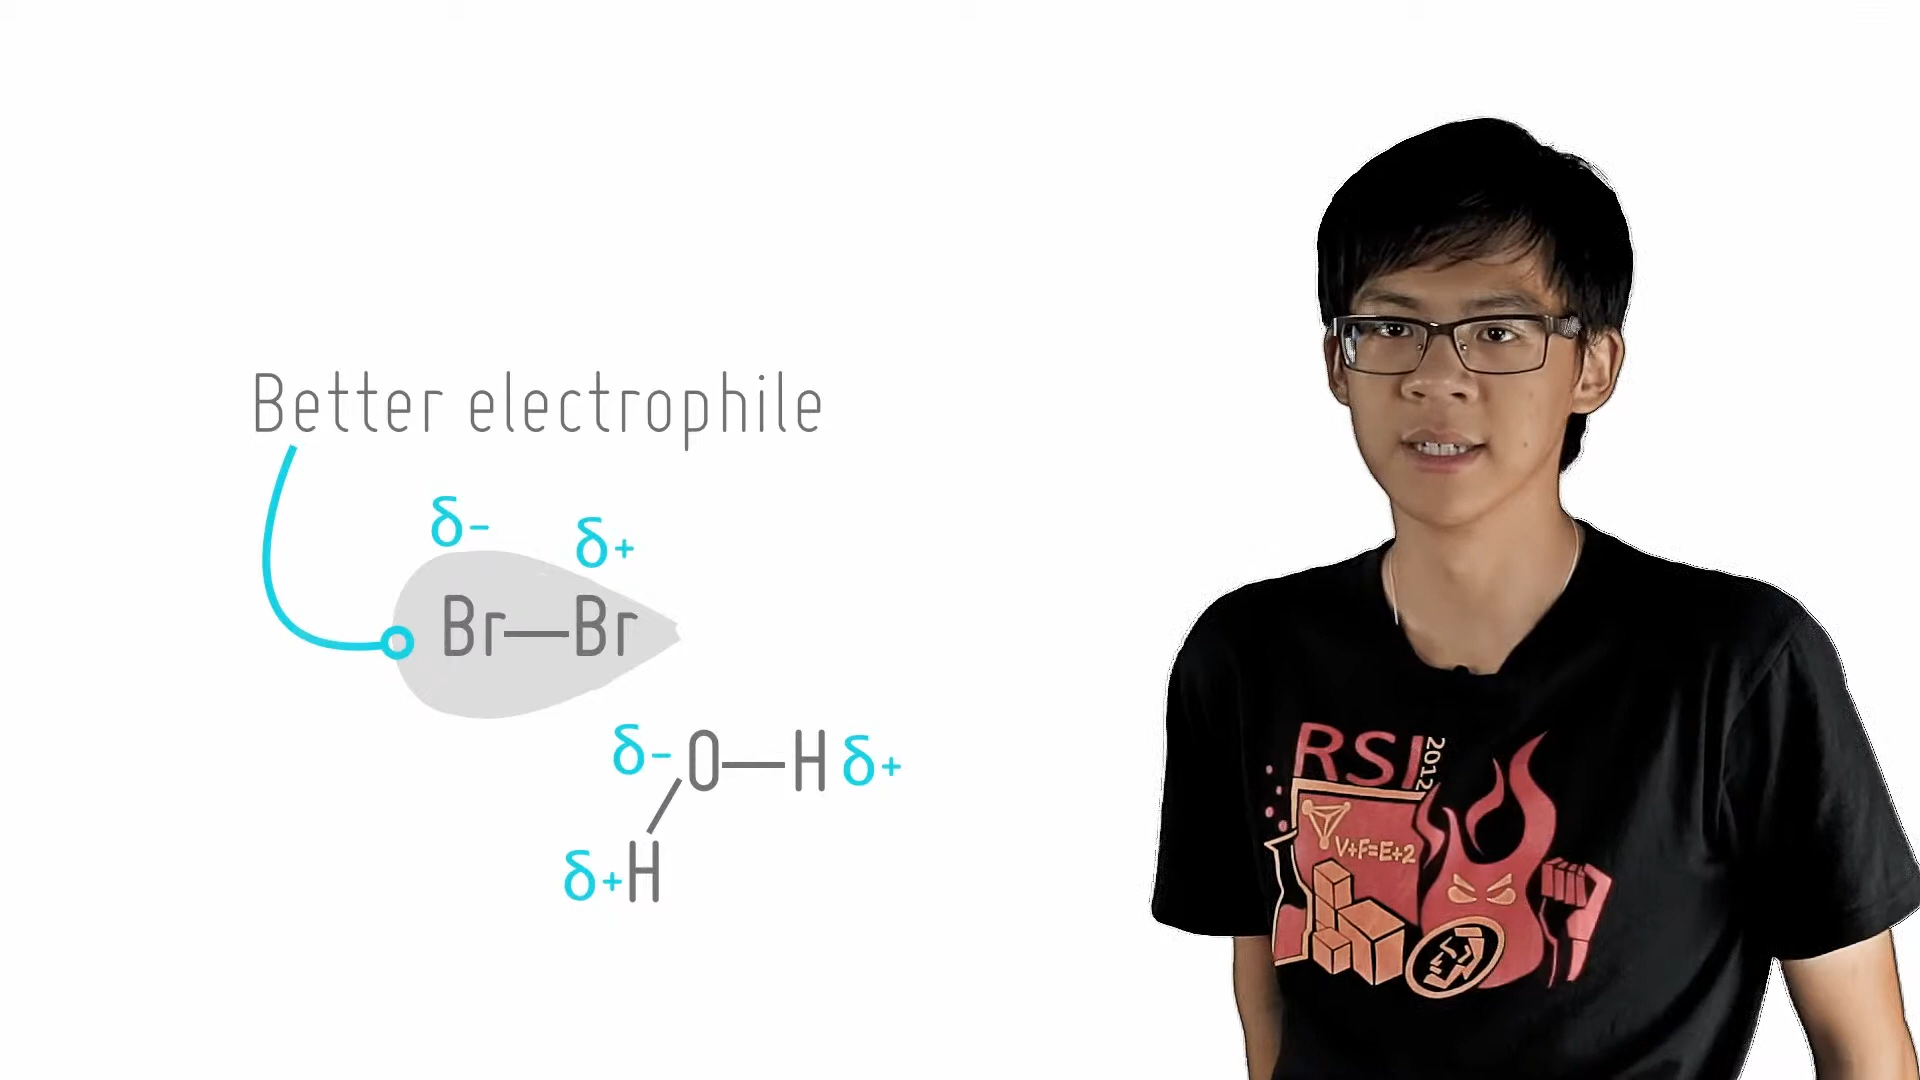 Better electrophile
δ- δ+
Br—Br
δ- O—H δ+
δ+ H
RSI 2012
V+F=E+2